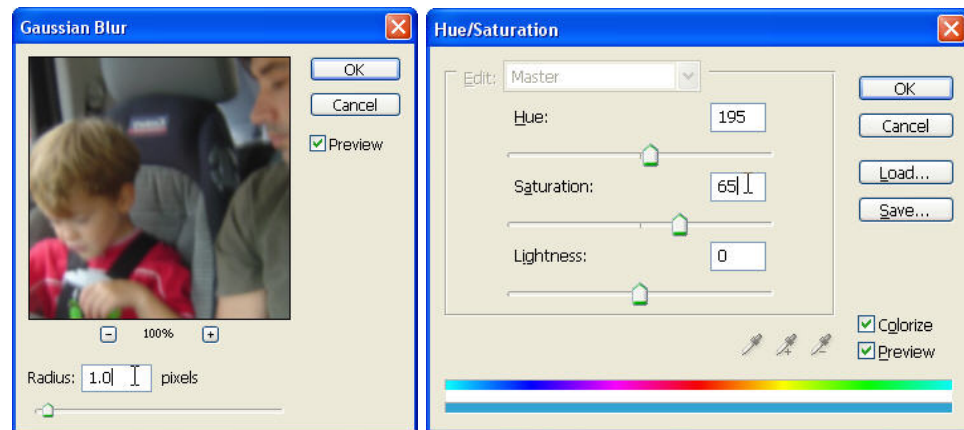 Gaussian Blur
OK
Cancel
Preview
100%
Radius: 1.0 pixels
Hue/Saturation
Edit: Master
Hue: 195
Saturation: 65
Lightness: 0
OK
Cancel
Load...
Save...
Colorize
Preview